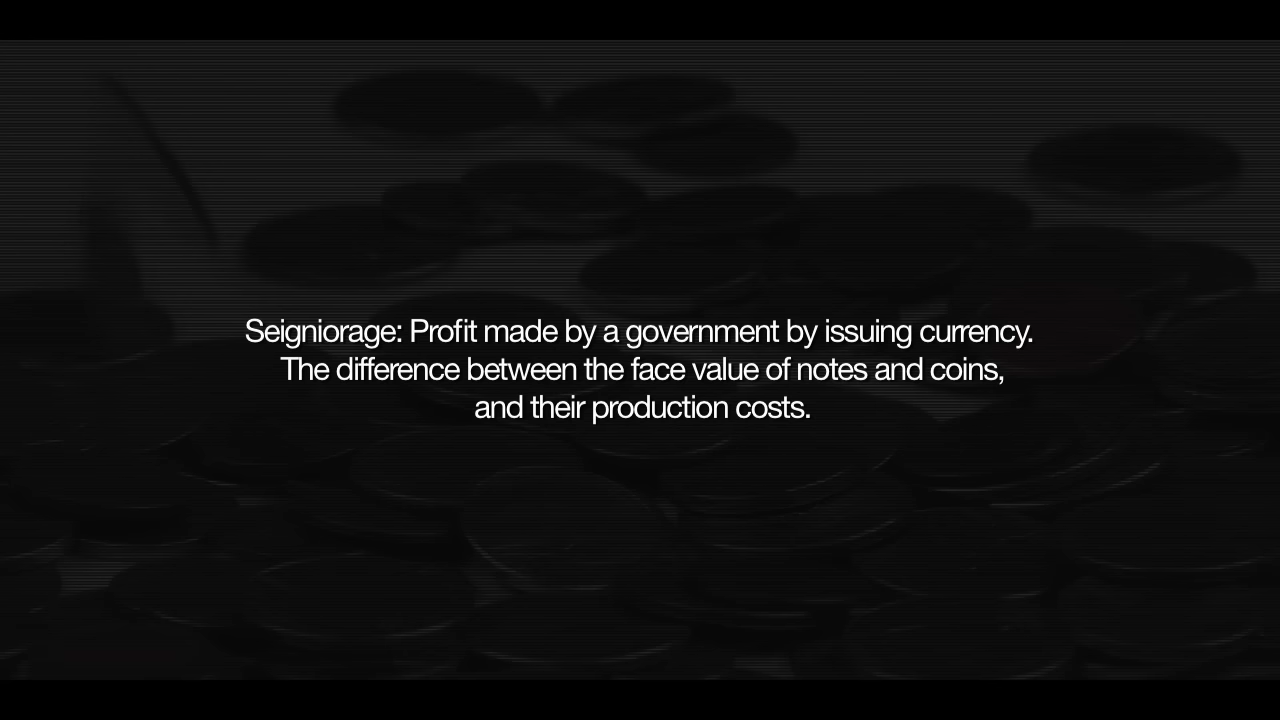 Seigniorage: Profit made by a government by issuing currency.
The difference between the face value of notes and coins,
and their production costs.